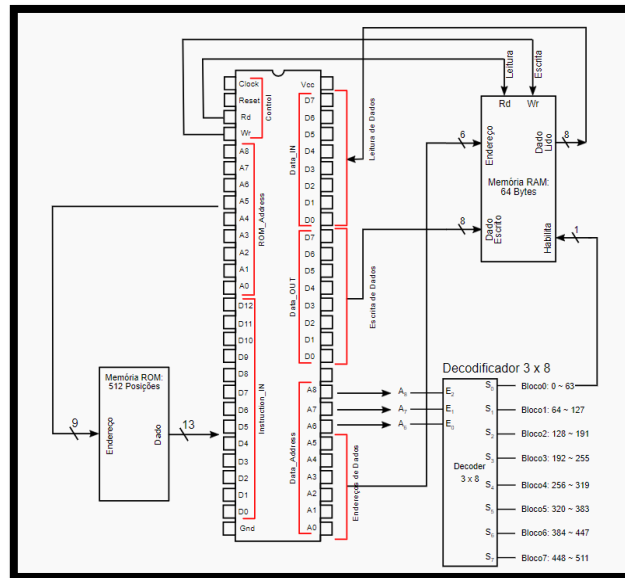 Leitura
Escrita
Rd
Wr
Endereço
Dado
Lido
Memória RAM:
64 Bytes
Dado
Escrito
Habilita
6
8
8
1
Clock
Reset
Rd
Wr
Control
A8
A7
A6
A5
A4
A3
A2
A1
A0
ROM_Address
D12
D11
D10
D9
D8
D7
D6
D5
D4
D3
D2
D1
D0
Instruction_IN
Gnd
Vcc
D7
D6
D5
D4
D3
D2
D1
D0
Data_IN
Leitura de Dados
D7
D6
D5
D4
D3
D2
D1
D0
Data_OUT
Escrita de Dados
A8
A7
A6
A5
A4
A3
A2
A1
A0
Data_Address
Endereços de Dados
Memória ROM:
512 Posições
Endereço
Dado
9
13
Decodificador 3 x 8
A8 E2
A7 E1
A6 E0
Decoder
3 x 8
S0 Bloco0: 0 ~ 63
S1 Bloco1: 64 ~ 127
S2 Bloco2: 128 ~ 191
S3 Bloco3: 192 ~ 255
S4 Bloco4: 256 ~ 319
S5 Bloco5: 320 ~ 383
S6 Bloco6: 384 ~ 447
S7 Bloco7: 448 ~ 511